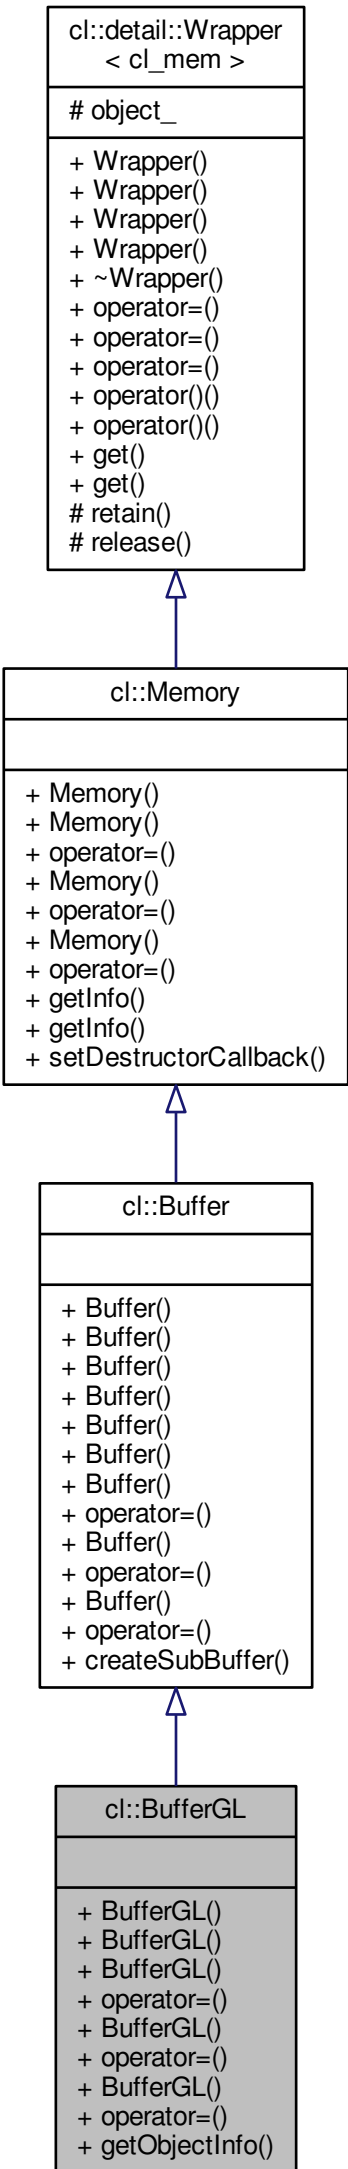 cl::detail::Wrapper
< cl_mem >
# object_
+ Wrapper()
+ Wrapper()
+ Wrapper()
+ Wrapper()
+ ~Wrapper()
+ operator=()
+ operator=()
+ operator=()
+ operator()()
+ operator()()
+ get()
+ get()
# retain()
# release()
cl::Memory
+ Memory()
+ Memory()
+ operator=()
+ Memory()
+ operator=()
+ Memory()
+ operator=()
+ getInfo()
+ getInfo()
+ setDestructorCallback()
cl::Buffer
+ Buffer()
+ Buffer()
+ Buffer()
+ Buffer()
+ Buffer()
+ Buffer()
+ Buffer()
+ operator=()
+ Buffer()
+ operator=()
+ Buffer()
+ operator=()
+ createSubBuffer()
cl::BufferGL
+ BufferGL()
+ BufferGL()
+ BufferGL()
+ operator=()
+ BufferGL()
+ operator=()
+ BufferGL()
+ operator=()
+ getObjectInfo()